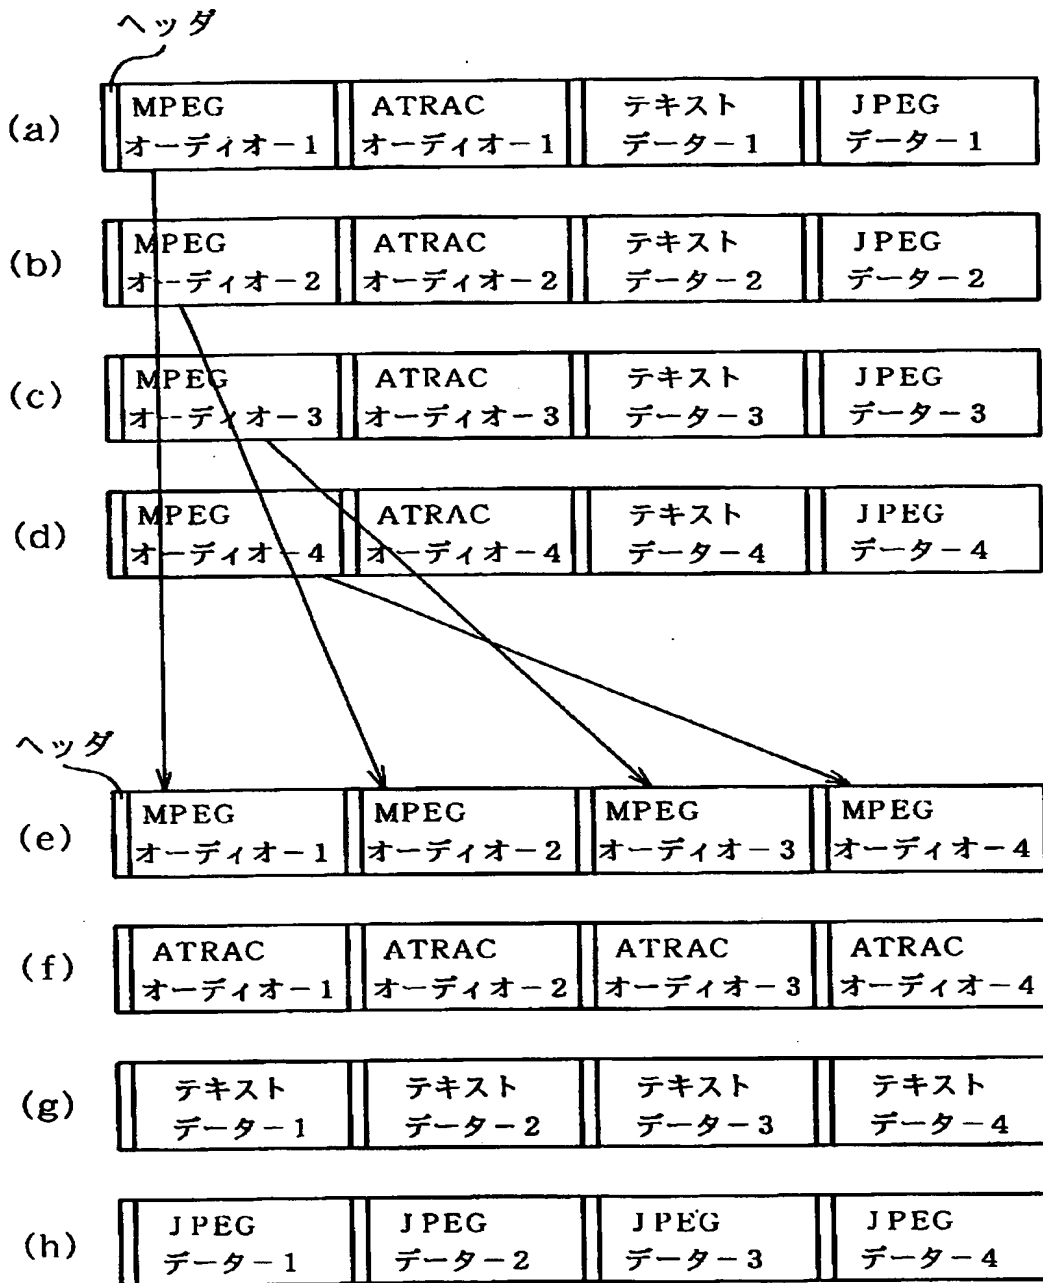 ヘッダ
(a) MPEG ATRAC テキスト JPEG
オーディオ－1 オーディオ－1 データ－1 データ－1
(b) MPEG ATRAC テキスト JPEG
オーディオ－2 オーディオ－2 データ－2 データ－2
(c) MPEG ATRAC テキスト JPEG
オーディオ－3 オーディオ－3 データ－3 データ－3
(d) MPEG ATRAC テキスト JPEG
オーディオ－4 オーディオ－4 データ－4 データ－4
ヘッダ
(e) MPEG MPEG MPEG MPEG
オーディオ－1 オーディオ－2 オーディオ－3 オーディオ－4
(f) ATRAC ATRAC ATRAC ATRAC
オーディオ－1 オーディオ－2 オーディオ－3 オーディオ－4
(g) テキスト テキスト テキスト テキスト
データ－1 データ－2 データ－3 データ－4
(h) JPEG JPEG JPEG JPEG
データ－1 データ－2 データ－3 データ－4